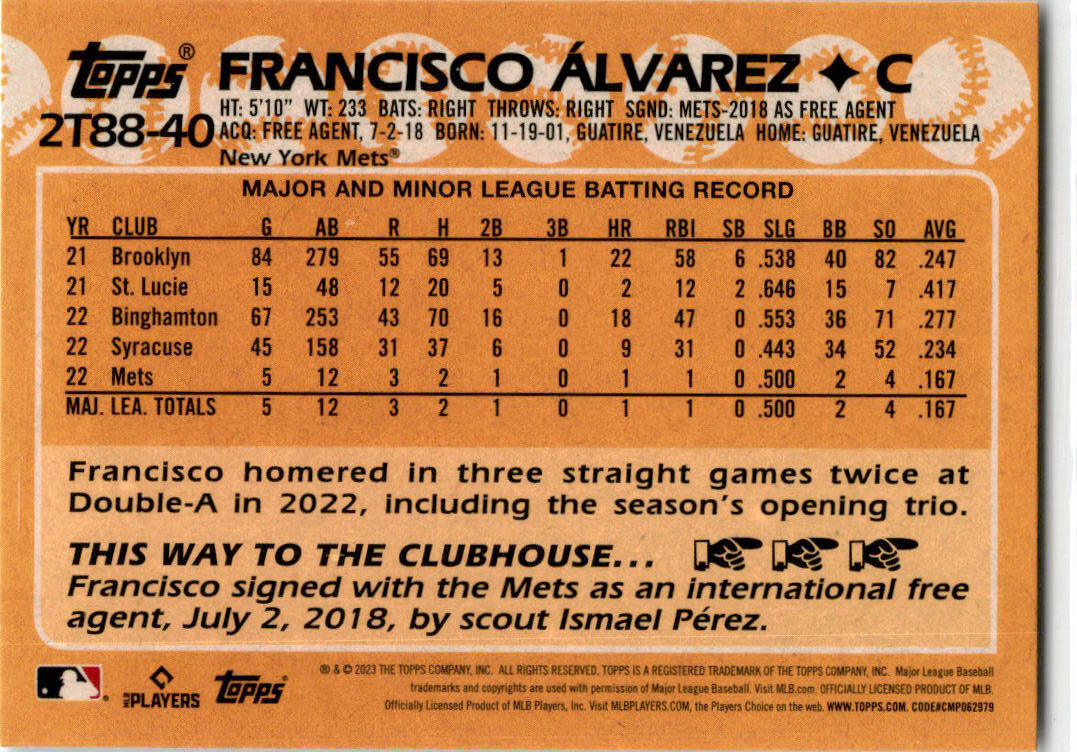 Topps®
FRANCISCO ÁLVAREZ ✦ C
2T88-40
HT: 5'10" WT: 233 BATS: RIGHT THROWS: RIGHT SGND: METS-2018 AS FREE AGENT
ACQ: FREE AGENT, 7-2-18 BORN: 11-19-01, GUATIRE, VENEZUELA HOME: GUATIRE, VENEZUELA
New York Mets®
MAJOR AND MINOR LEAGUE BATTING RECORD
YR CLUB G AB R H 2B 3B HR RBI SB SLG BB SO AVG
21 Brooklyn 84 279 55 69 13 1 22 58 6 .538 40 82 .247
21 St. Lucie 15 48 12 20 5 0 2 12 2 .646 15 7 .417
22 Binghamton 67 253 43 70 16 0 18 47 0 .553 36 71 .277
22 Syracuse 45 158 31 37 6 0 9 31 0 .443 34 52 .234
22 Mets 5 12 3 2 1 0 1 1 0 .500 2 4 .167
MAJ. LEA. TOTALS 5 12 3 2 1 0 1 1 0 .500 2 4 .167
Francisco homered in three straight games twice at
Double-A in 2022, including the season's opening trio.
THIS WAY TO THE CLUBHOUSE...
Francisco signed with the Mets as an international free
agent, July 2, 2018, by scout Ismael Pérez.
MLB PLAYERS
Topps
® & © 2023 THE TOPPS COMPANY, INC. ALL RIGHTS RESERVED. TOPPS IS A REGISTERED TRADEMARK OF THE TOPPS COMPANY, INC. Major League Baseball
trademarks and copyrights are used with permission of Major League Baseball. Visit MLB.com. OFFICIALLY LICENSED PRODUCT OF MLB.
Officially Licensed Product of MLB Players, Inc. Visit MLBPLAYERS.COM, the Players Choice on the web. WWW.TOPPS.COM. CODE#CMP062979